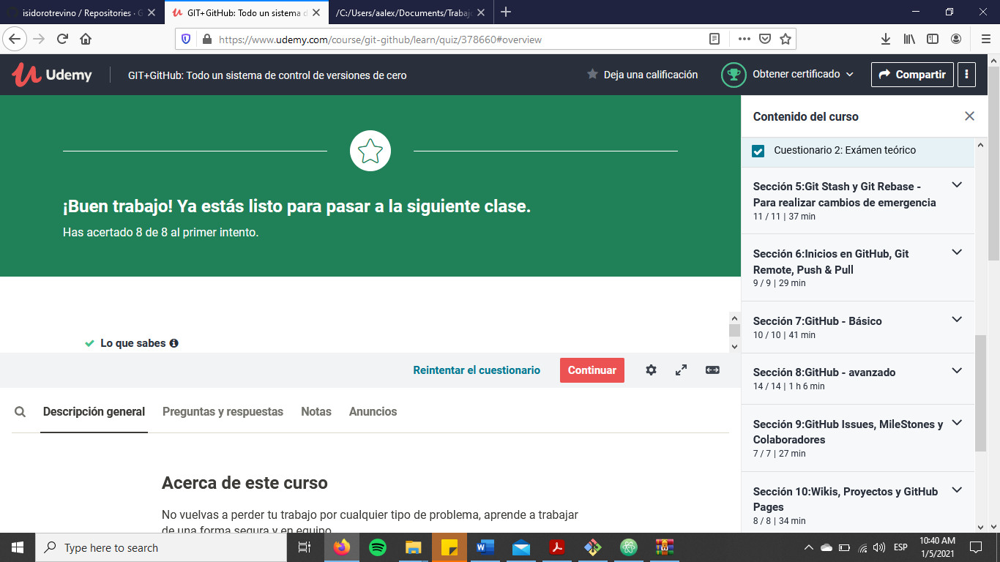 isidorotrevino / Repositories · G
GIT+GitHub: Todo un sistema d
/C:/Users/aalex/Documents/Trabaj
https://www.udemy.com/course/git-github/learn/quiz/378660#overview
Udemy
GIT+GitHub: Todo un sistema de control de versiones de cero
Deja una calificación
Obtener certificado
Compartir
¡Buen trabajo! Ya estás listo para pasar a la siguiente clase.
Has acertado 8 de 8 al primer intento.
Lo que sabes
Reintentar el cuestionario
Continuar
Descripción general
Preguntas y respuestas
Notas
Anuncios
Acerca de este curso
No vuelvas a perder tu trabajo por cualquier tipo de problema, aprende a trabajar
de una forma segura y en equipo
Contenido del curso
Cuestionario 2: Exámen teórico
Sección 5:Git Stash y Git Rebase -
Para realizar cambios de emergencia
11 / 11 | 37 min
Sección 6:Inicios en GitHub, Git
Remote, Push & Pull
9 / 9 | 29 min
Sección 7:GitHub - Básico
10 / 10 | 41 min
Sección 8:GitHub - avanzado
14 / 14 | 1 h 6 min
Sección 9:GitHub Issues, MileStones y
Colaboradores
7 / 7 | 27 min
Sección 10:Wikis, Proyectos y GitHub
Pages
8 / 8 | 34 min
Type here to search
ESP
10:40 AM
1/5/2021